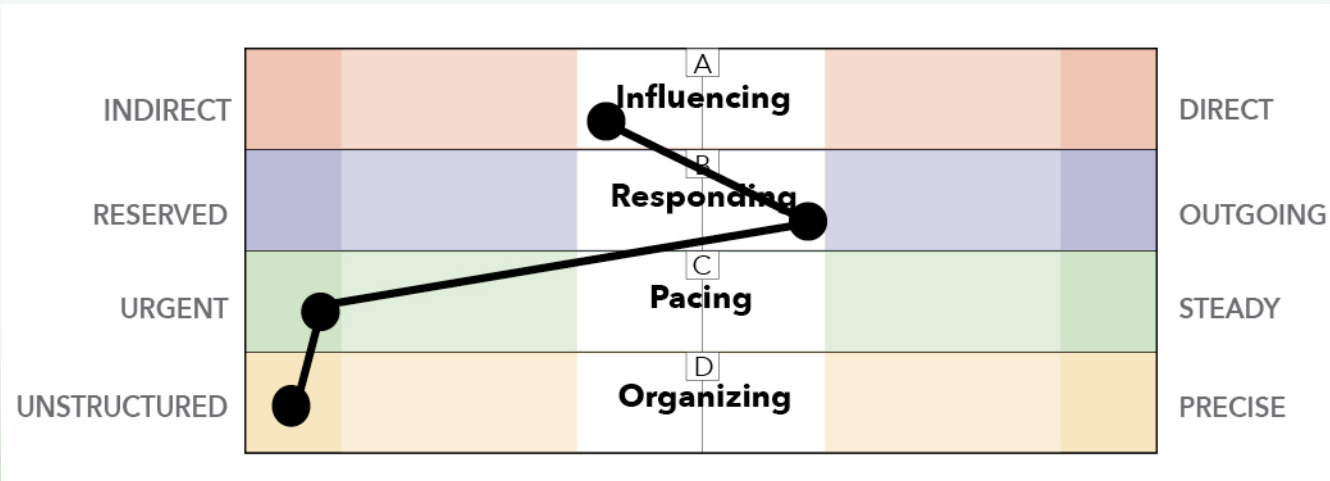 A
Influencing
INDIRECT
DIRECT
B
Responding
RESERVED
OUTGOING
C
Pacing
URGENT
STEADY
D
Organizing
UNSTRUCTURED
PRECISE